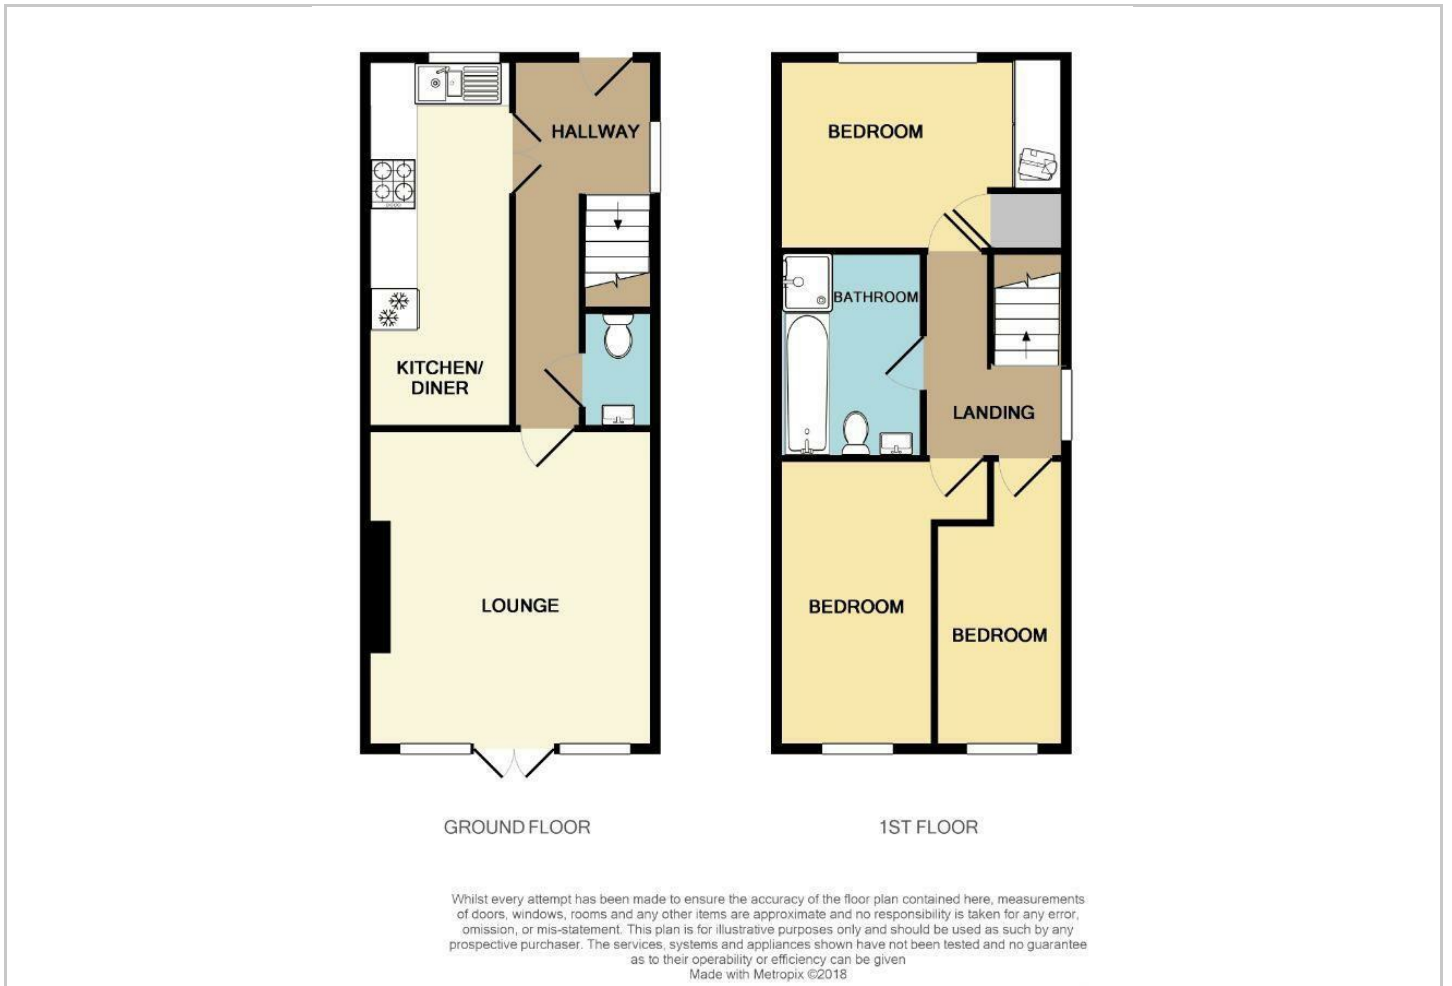 HALLWAY
KITCHEN/
DINER
LOUNGE
GROUND FLOOR
BEDROOM
BATHROOM
LANDING
BEDROOM
BEDROOM
1ST FLOOR
Whilst every attempt has been made to ensure the accuracy of the floor plan contained here, measurements
of doors, windows, rooms and any other items are approximate and no responsibility is taken for any error,
omission, or mis-statement. This plan is for illustrative purposes only and should be used as such by any
prospective purchaser. The services, systems and appliances shown have not been tested and no guarantee
as to their operability or efficiency can be given
Made with Metropix ©2018